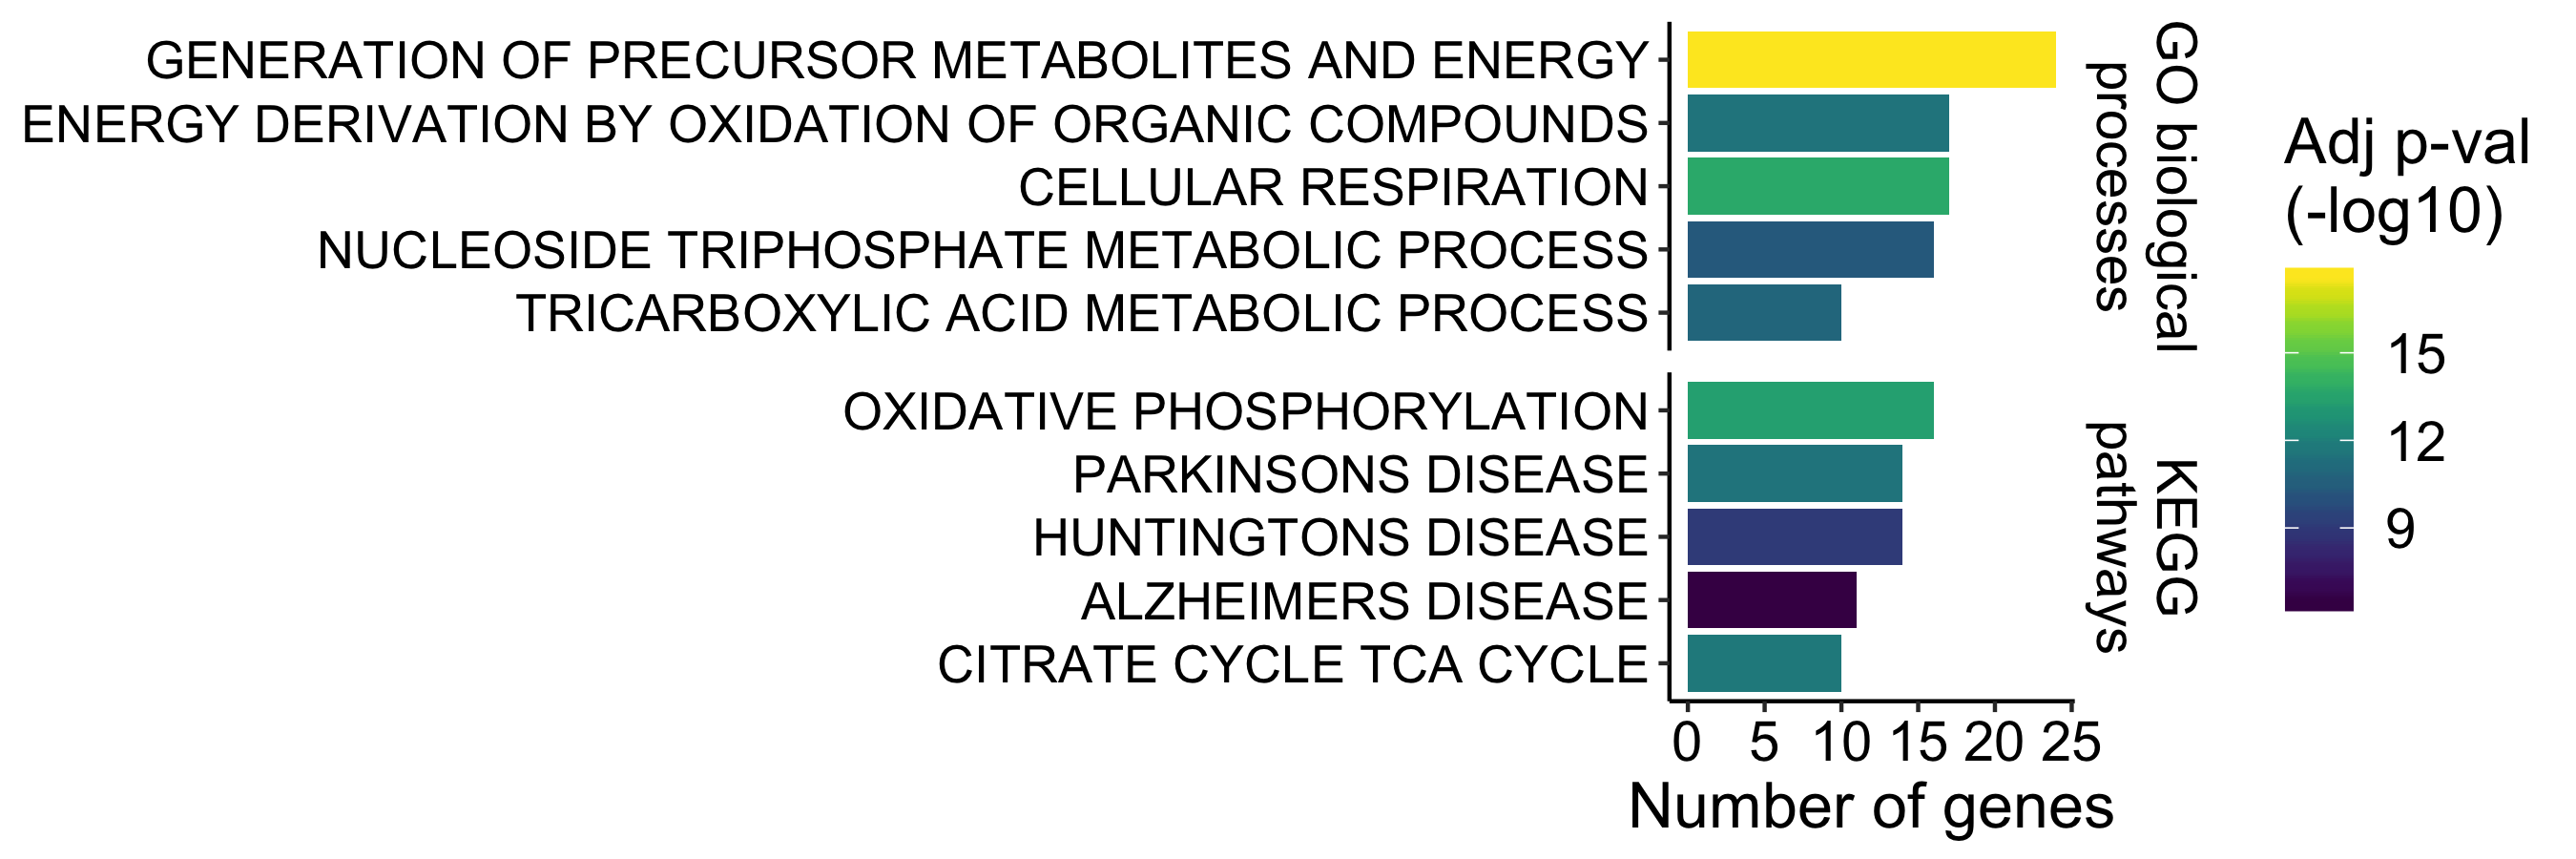 GENERATION OF PRECURSOR METABOLITES AND ENERGY
ENERGY DERIVATION BY OXIDATION OF ORGANIC COMPOUNDS
CELLULAR RESPIRATION
NUCLEOSIDE TRIPHOSPHATE METABOLIC PROCESS
TRICARBOXYLIC ACID METABOLIC PROCESS
GO biological
processes
OXIDATIVE PHOSPHORYLATION
PARKINSONS DISEASE
HUNTINGTONS DISEASE
ALZHEIMERS DISEASE
CITRATE CYCLE TCA CYCLE
KEGG
pathways
0 5 10 15 20 25
Number of genes
Adj p-val
(-log10)
15
12
9